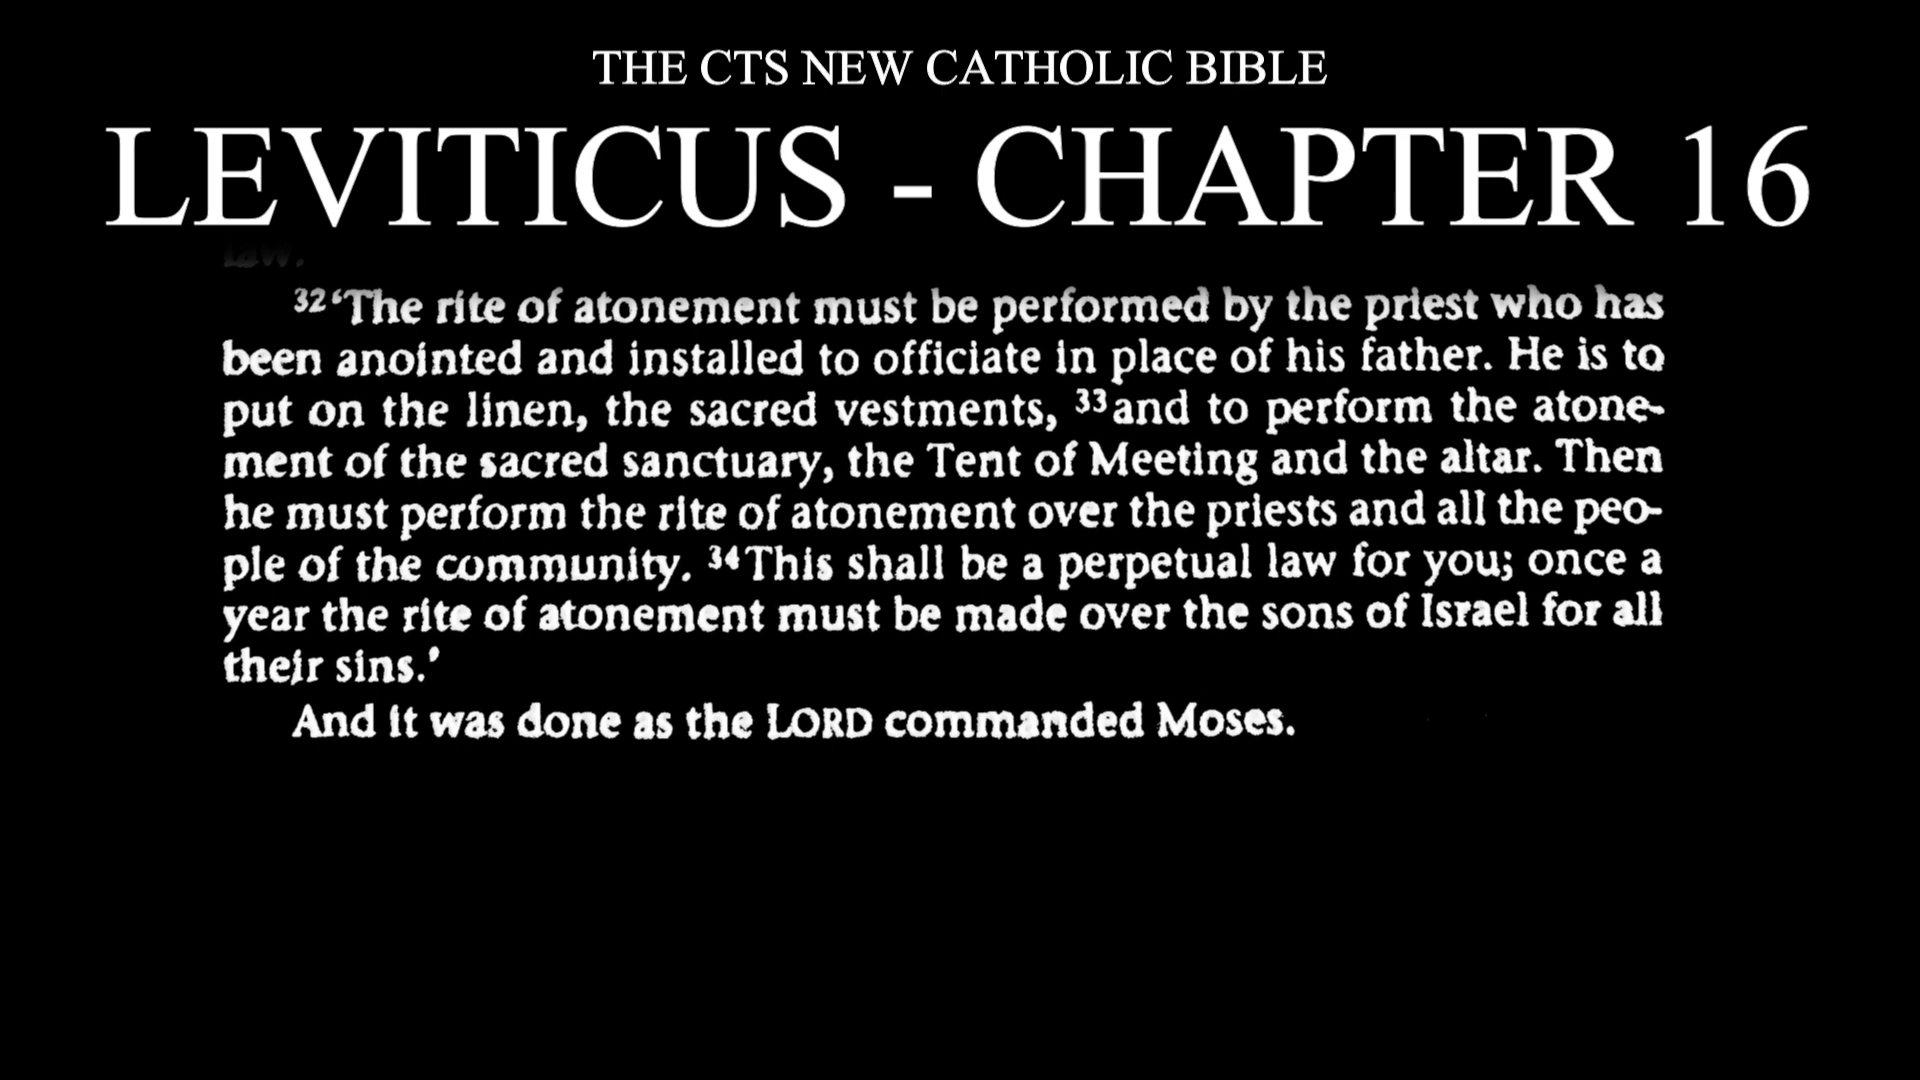 THE CTS NEW CATHOLIC BIBLE
LEVITICUS - CHAPTER 16
law.
32 ‘The rite of atonement must be performed by the priest who has
been anointed and installed to officiate in place of his father. He is to
put on the linen, the sacred vestments, 33 and to perform the atone-
ment of the sacred sanctuary, the Tent of Meeting and the altar. Then
he must perform the rite of atonement over the priests and all the peo-
ple of the community. 34 This shall be a perpetual law for you; once a
year the rite of atonement must be made over the sons of Israel for all
their sins.’
And it was done as the LORD commanded Moses.